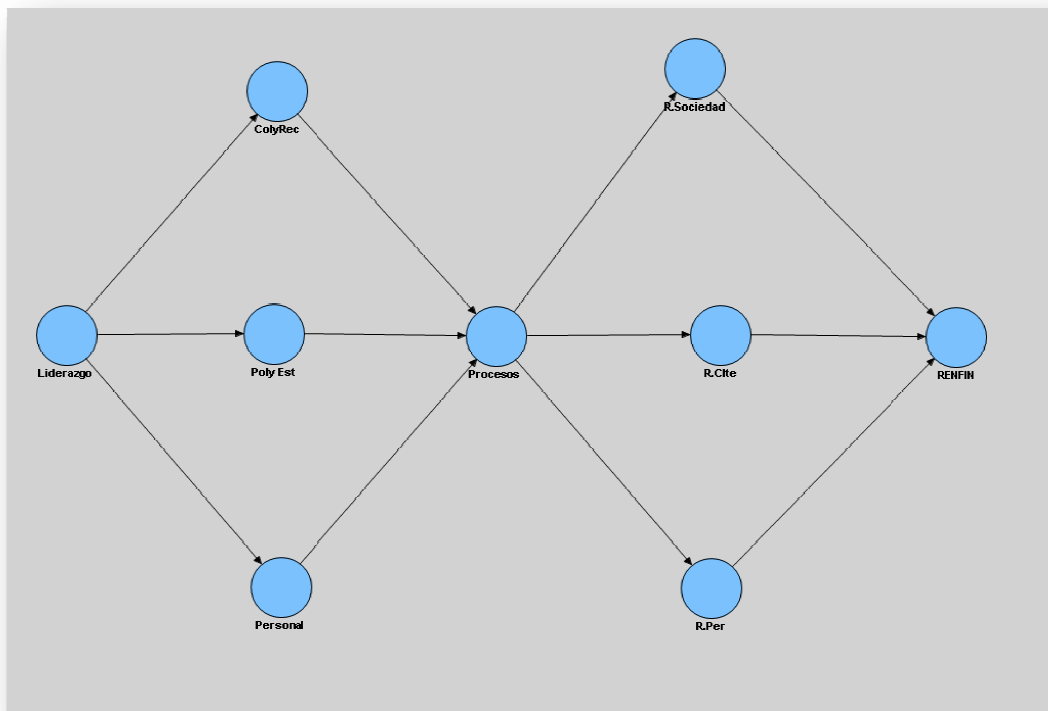 R.Sociedad
ColyRec
Liderazgo
Poly Est
Procesos
R.Clte
RENFIN
Personal
R.Per